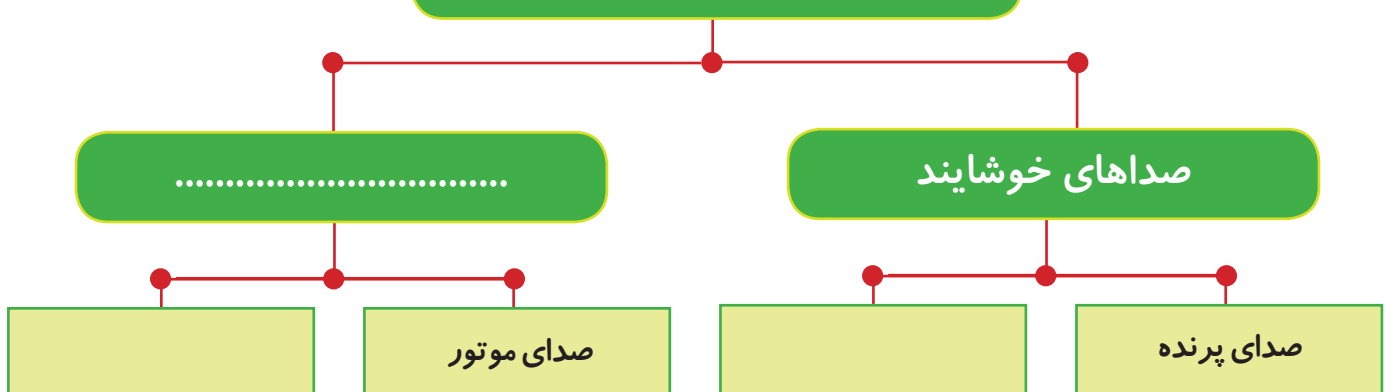 صداهای خوشایند
.................................
صدای پرنده
صدای موتور